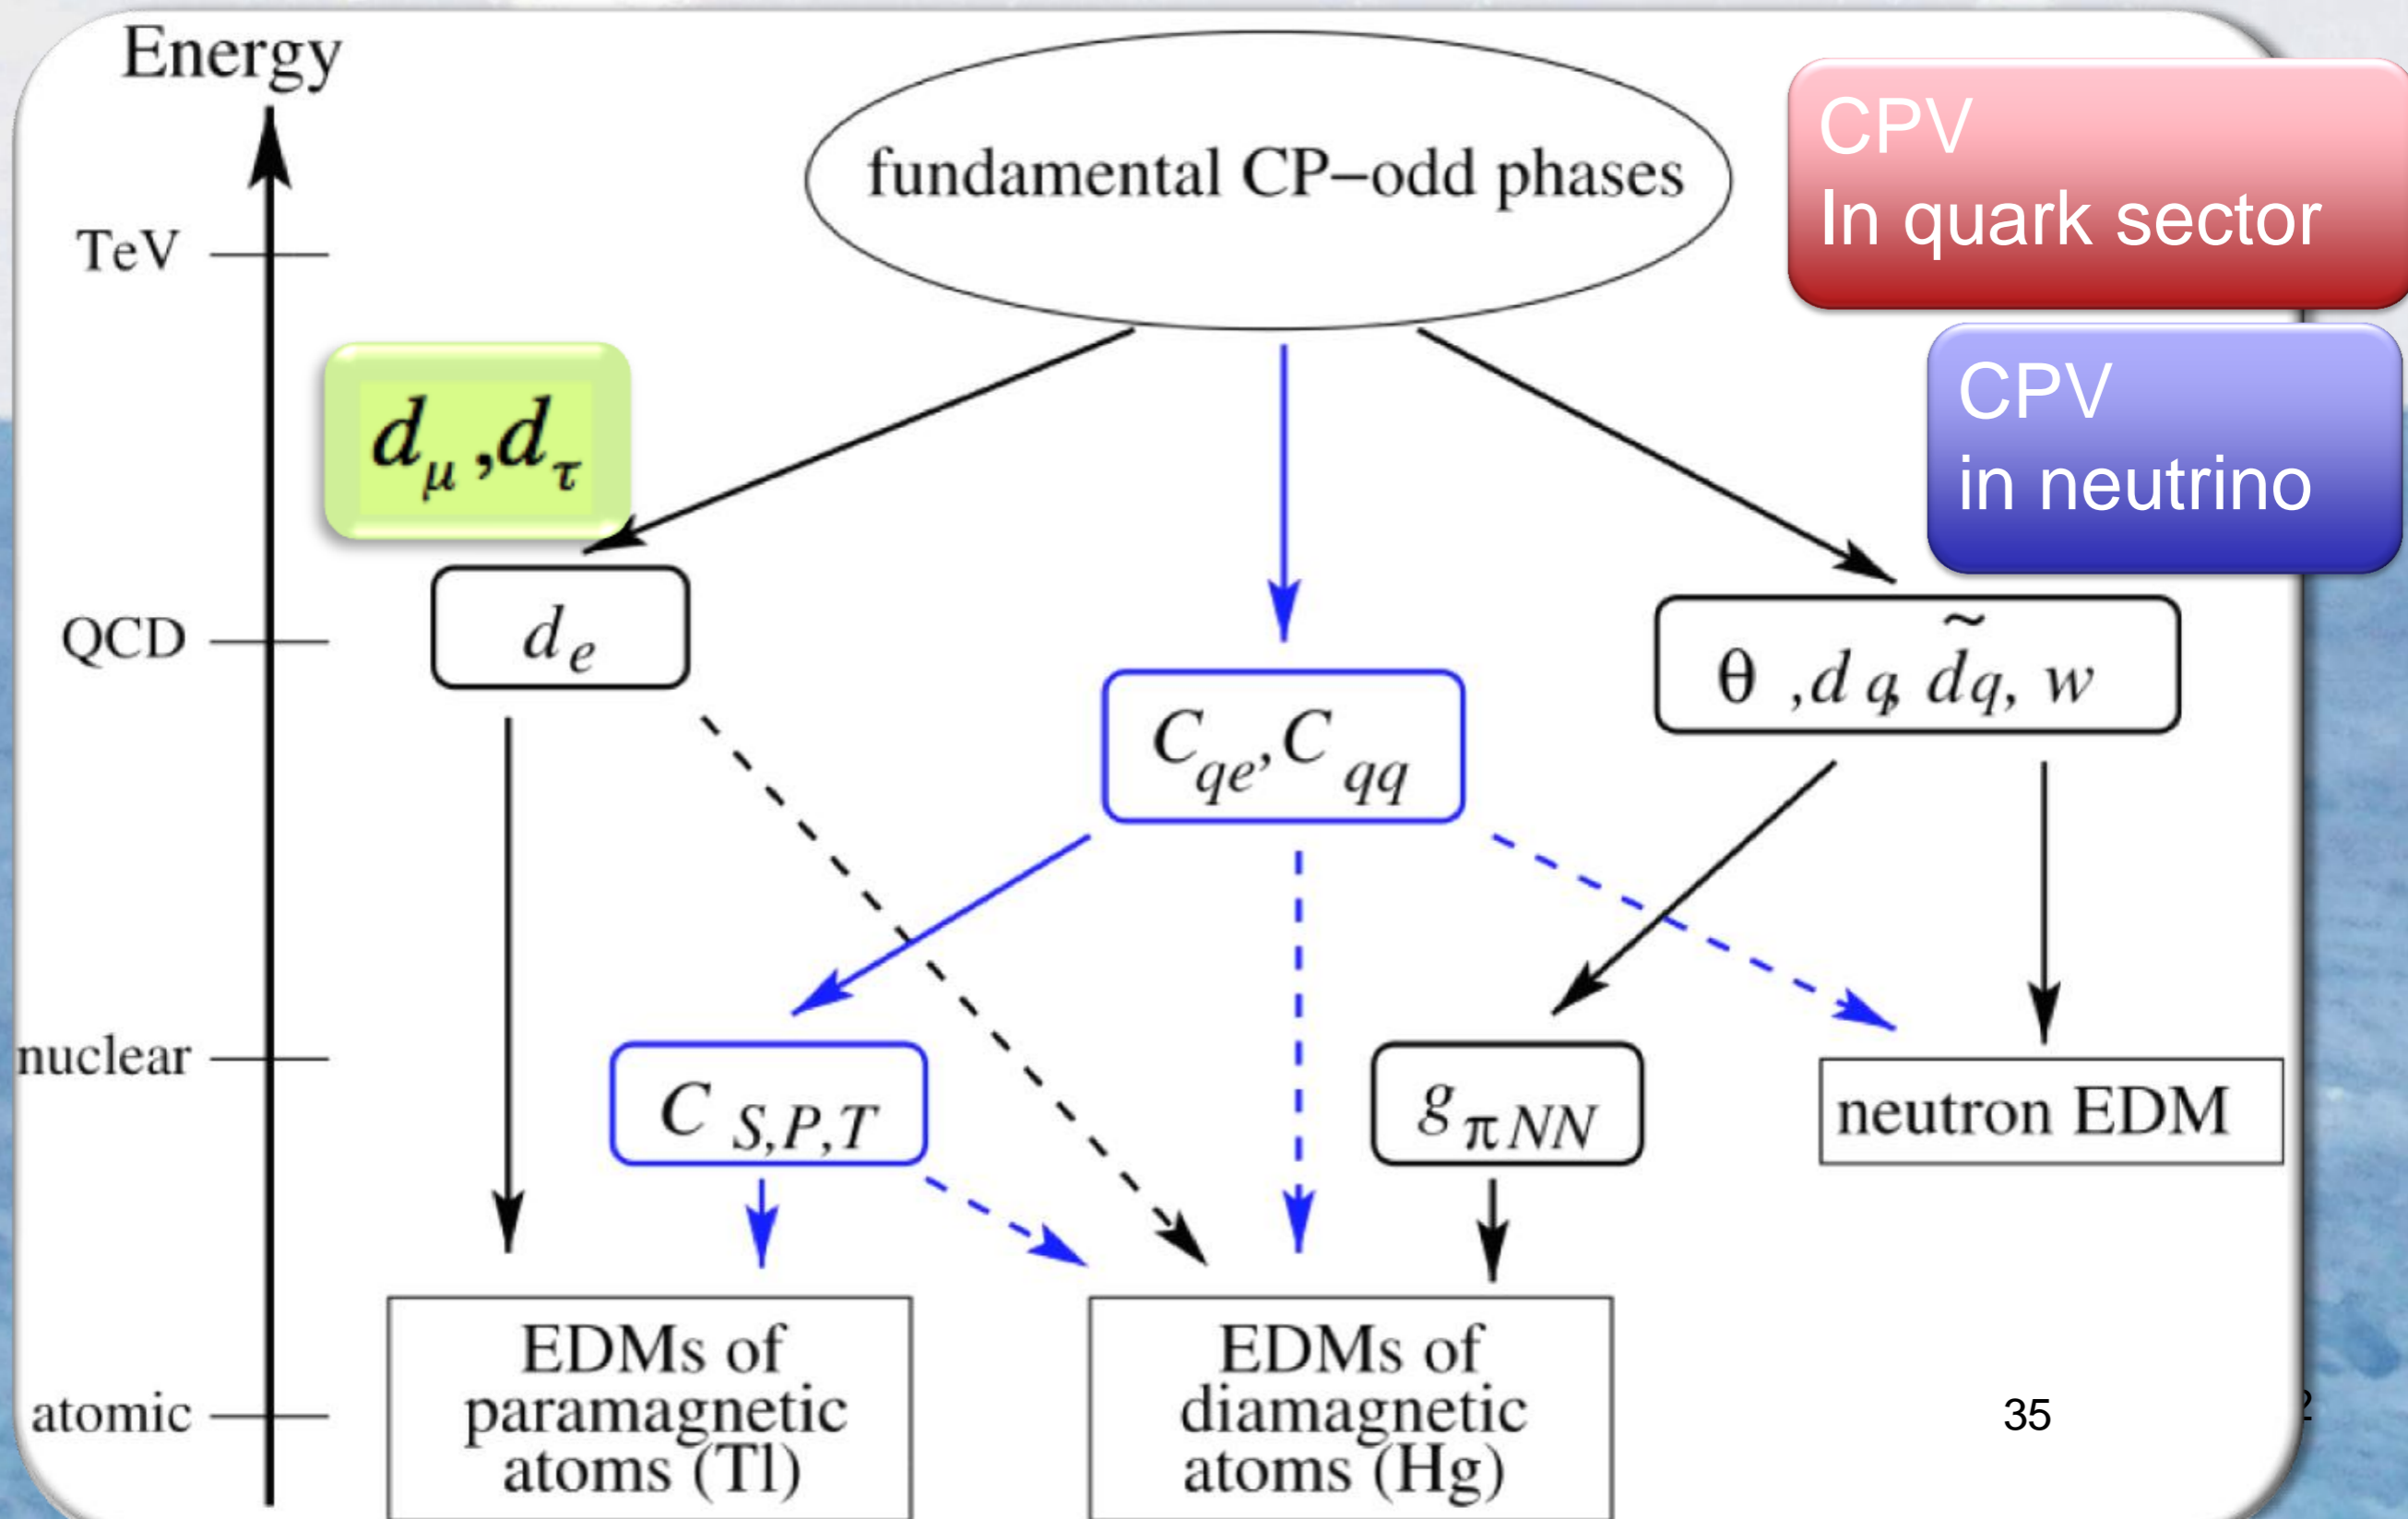 Energy
fundamental CP–odd phases
CPV
In quark sector
TeV
CPV
in neutrino
d_μ ,d_τ
QCD
d_e
θ ,d_q, d̃_q, w
C_qe, C_qq
nuclear
C_S,P,T
g_πNN
neutron EDM
EDMs of
paramagnetic
atoms (Tl)
EDMs of
diamagnetic
atoms (Hg)
atomic
35